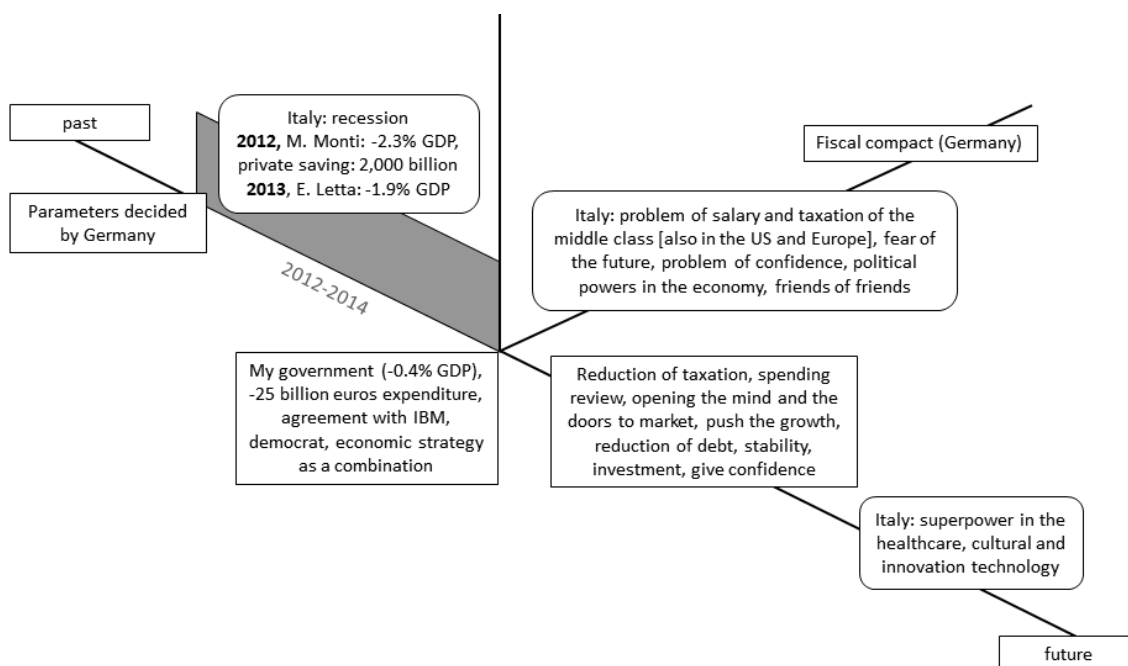 past
Italy: recession
2012, M. Monti: -2.3% GDP,
private saving: 2,000 billion
2013, E. Letta: -1.9% GDP
Fiscal compact (Germany)
Parameters decided
by Germany
Italy: problem of salary and taxation of the
middle class [also in the US and Europe], fear of
the future, problem of confidence, political
powers in the economy, friends of friends
2012-2014
My government (-0.4% GDP),
-25 billion euros expenditure,
agreement with IBM,
democrat, economic strategy
as a combination
Reduction of taxation, spending
review, opening the mind and the
doors to market, push the growth,
reduction of debt, stability,
investment, give confidence
Italy: superpower in the
healthcare, cultural and
innovation technology
future